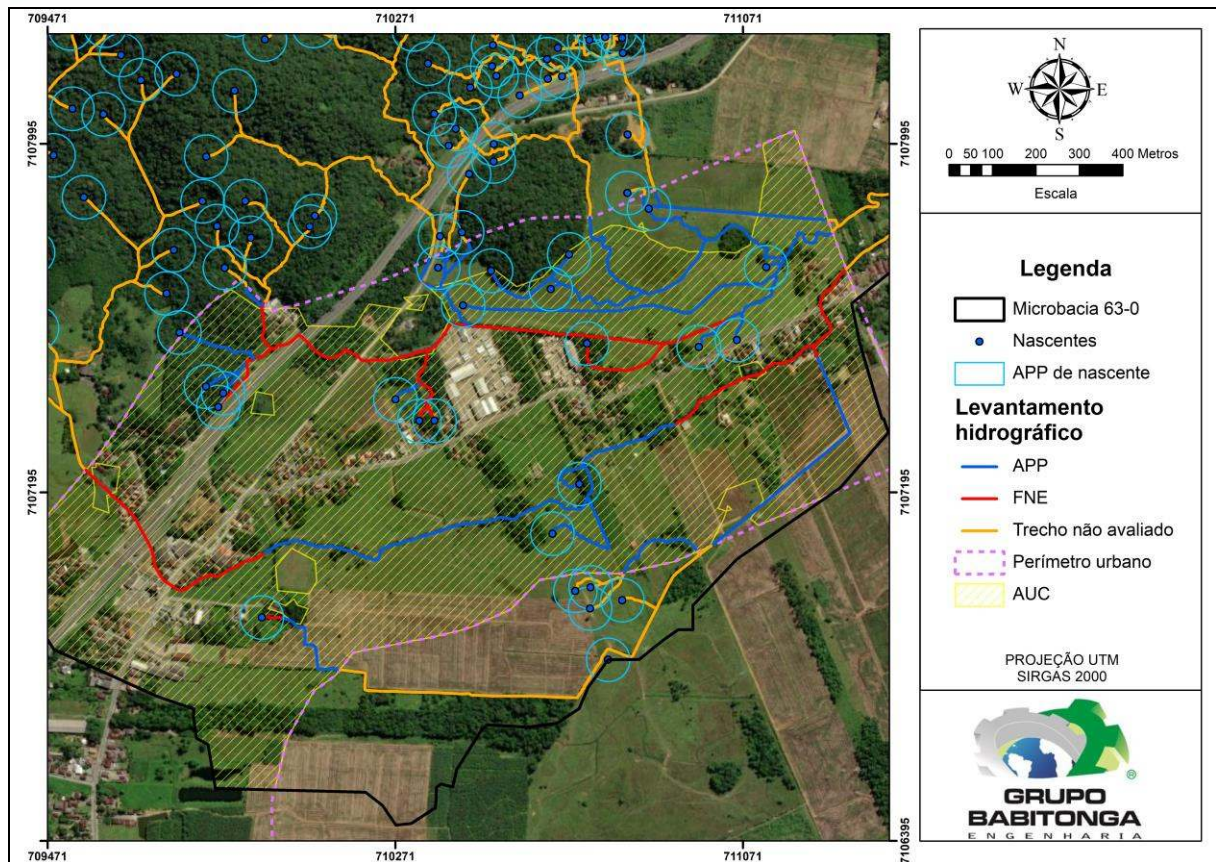 709471
710271
711071
7107995
7107995
7107195
7107195
7106395
709471
710271
711071
N
W
E
S
0 50 100 200 300 400 Metros
Escala
Legenda
Microbacia 63-0
Nascentes
APP de nascente
Levantamento
hidrográfico
APP
FNE
Trecho não avaliado
Perímetro urbano
AUC
PROJEÇÃO UTM
SIRGAS 2000
®
GRUPO
BABITONGA
ENGENHARIA